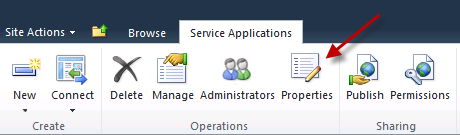 Site Actions Browse Service Applications
New Connect Delete Manage Administrators Properties Publish Permissions
Create Operations Sharing